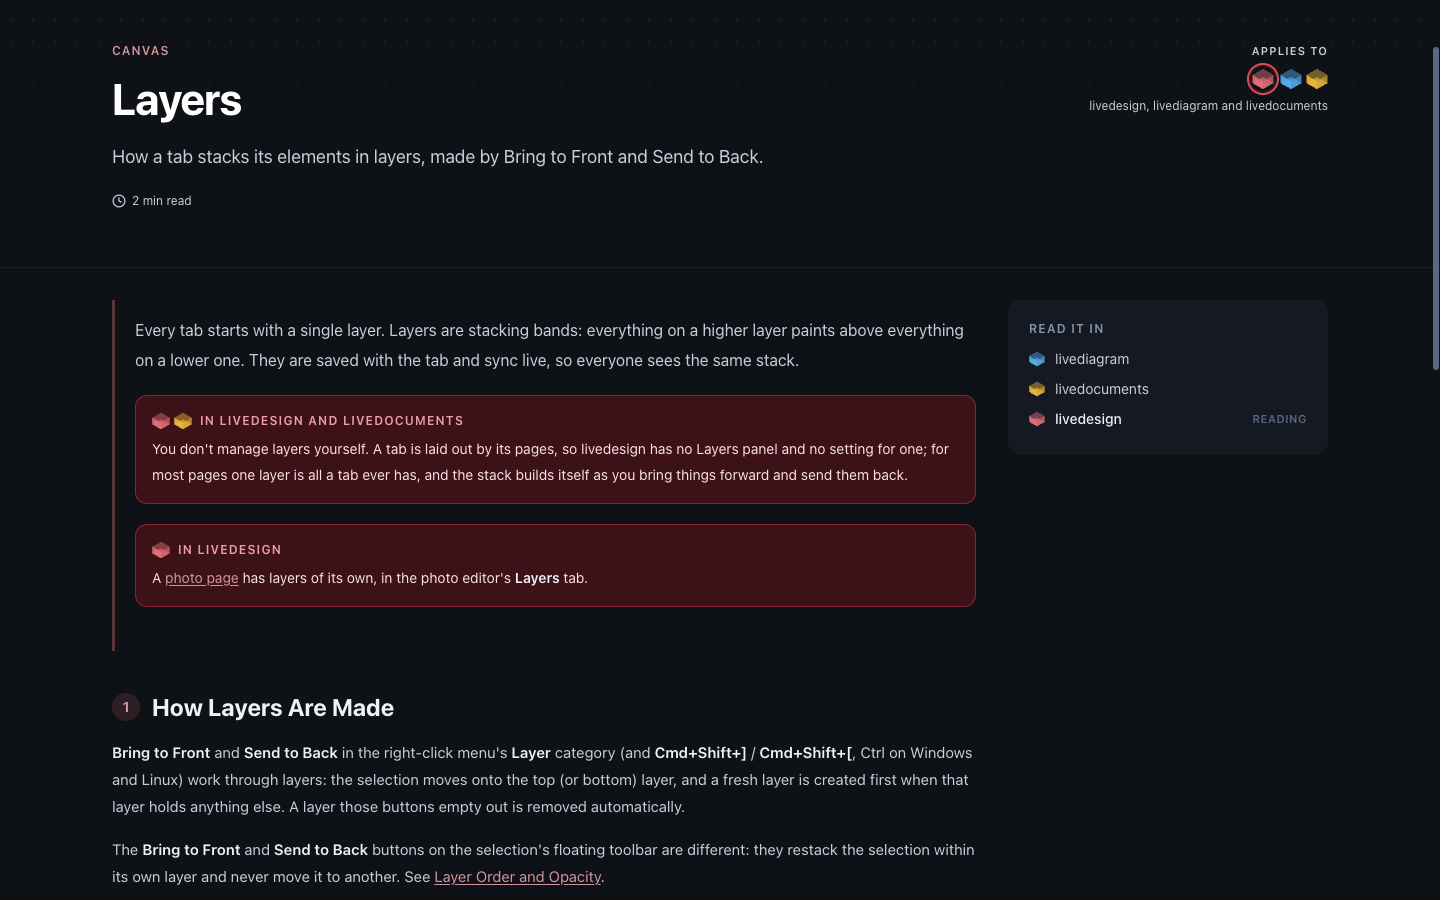 CANVAS
Layers
How a tab stacks its elements in layers, made by Bring to Front and Send to Back.
2 min read
APPLIES TO
livedesign, livediagram and livedocuments
Every tab starts with a single layer. Layers are stacking bands: everything on a higher layer paints above everything
on a lower one. They are saved with the tab and sync live, so everyone sees the same stack.
IN LIVEDESIGN AND LIVEDOCUMENTS
You don't manage layers yourself. A tab is laid out by its pages, so livedesign has no Layers panel and no setting for one; for
most pages one layer is all a tab ever has, and the stack builds itself as you bring things forward and send them back.
IN LIVEDESIGN
A photo page has layers of its own, in the photo editor's Layers tab.
READ IT IN
livediagram
livedocuments
livedesign READING
1 How Layers Are Made
Bring to Front and Send to Back in the right-click menu's Layer category (and Cmd+Shift+] / Cmd+Shift+[, Ctrl on Windows
and Linux) work through layers: the selection moves onto the top (or bottom) layer, and a fresh layer is created first when that
layer holds anything else. A layer those buttons empty out is removed automatically.
The Bring to Front and Send to Back buttons on the selection's floating toolbar are different: they restack the selection within
its own layer and never move it to another. See Layer Order and Opacity.